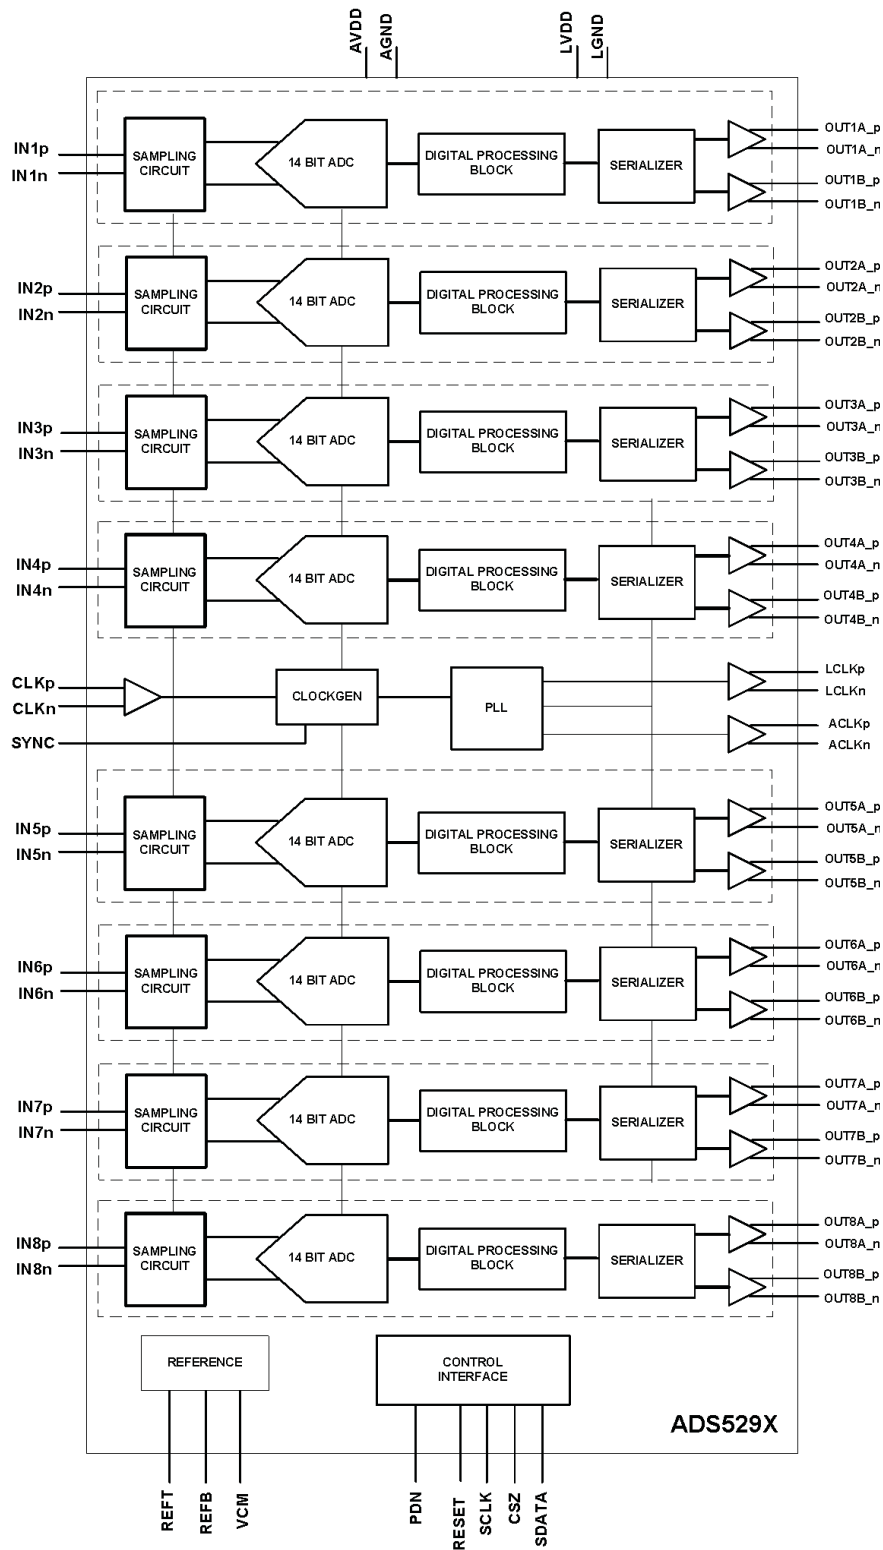 AVDD
AGND
LVDD
LGND
IN1p
IN1n
SAMPLING
CIRCUIT
14 BIT ADC
DIGITAL PROCESSING
BLOCK
SERIALIZER
OUT1A_p
OUT1A_n
OUT1B_p
OUT1B_n
IN2p
IN2n
SAMPLING
CIRCUIT
14 BIT ADC
DIGITAL PROCESSING
BLOCK
SERIALIZER
OUT2A_p
OUT2A_n
OUT2B_p
OUT2B_n
IN3p
IN3n
SAMPLING
CIRCUIT
14 BIT ADC
DIGITAL PROCESSING
BLOCK
SERIALIZER
OUT3A_p
OUT3A_n
OUT3B_p
OUT3B_n
IN4p
IN4n
SAMPLING
CIRCUIT
14 BIT ADC
DIGITAL PROCESSING
BLOCK
SERIALIZER
OUT4A_p
OUT4A_n
OUT4B_p
OUT4B_n
CLKp
CLKn
SYNC
CLOCKGEN
PLL
LCLKp
LCLKn
ACLKp
ACLKn
IN5p
IN5n
SAMPLING
CIRCUIT
14 BIT ADC
DIGITAL PROCESSING
BLOCK
SERIALIZER
OUT5A_p
OUT5A_n
OUT5B_p
OUT5B_n
IN6p
IN6n
SAMPLING
CIRCUIT
14 BIT ADC
DIGITAL PROCESSING
BLOCK
SERIALIZER
OUT6A_p
OUT6A_n
OUT6B_p
OUT6B_n
IN7p
IN7n
SAMPLING
CIRCUIT
14 BIT ADC
DIGITAL PROCESSING
BLOCK
SERIALIZER
OUT7A_p
OUT7A_n
OUT7B_p
OUT7B_n
IN8p
IN8n
SAMPLING
CIRCUIT
14 BIT ADC
DIGITAL PROCESSING
BLOCK
SERIALIZER
OUT8A_p
OUT8A_n
OUT8B_p
OUT8B_n
REFERENCE
CONTROL
INTERFACE
ADS529X
REFT
REFB
VCM
PDN
RESET
SCLK
CSZ
SDATA